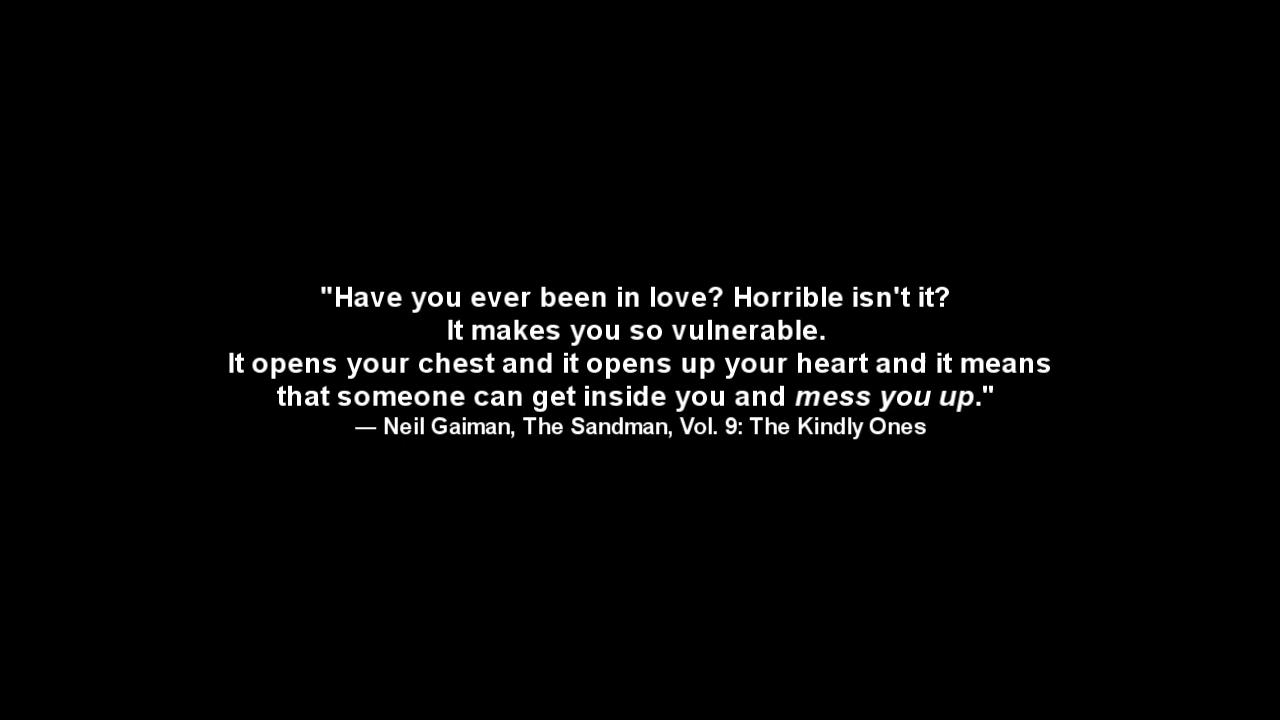 "Have you ever been in love? Horrible isn't it?
It makes you so vulnerable.
It opens your chest and it opens up your heart and it means
that someone can get inside you and mess you up."
— Neil Gaiman, The Sandman, Vol. 9: The Kindly Ones